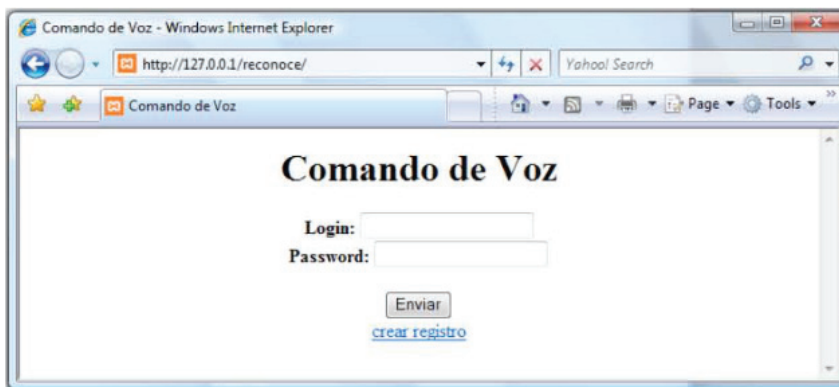 Comando de Voz - Windows Internet Explorer
http://127.0.0.1/reconoce/
Yahoo! Search
Comando de Voz
Page
Tools
Comando de Voz
Login:
Password:
Enviar
crear registro